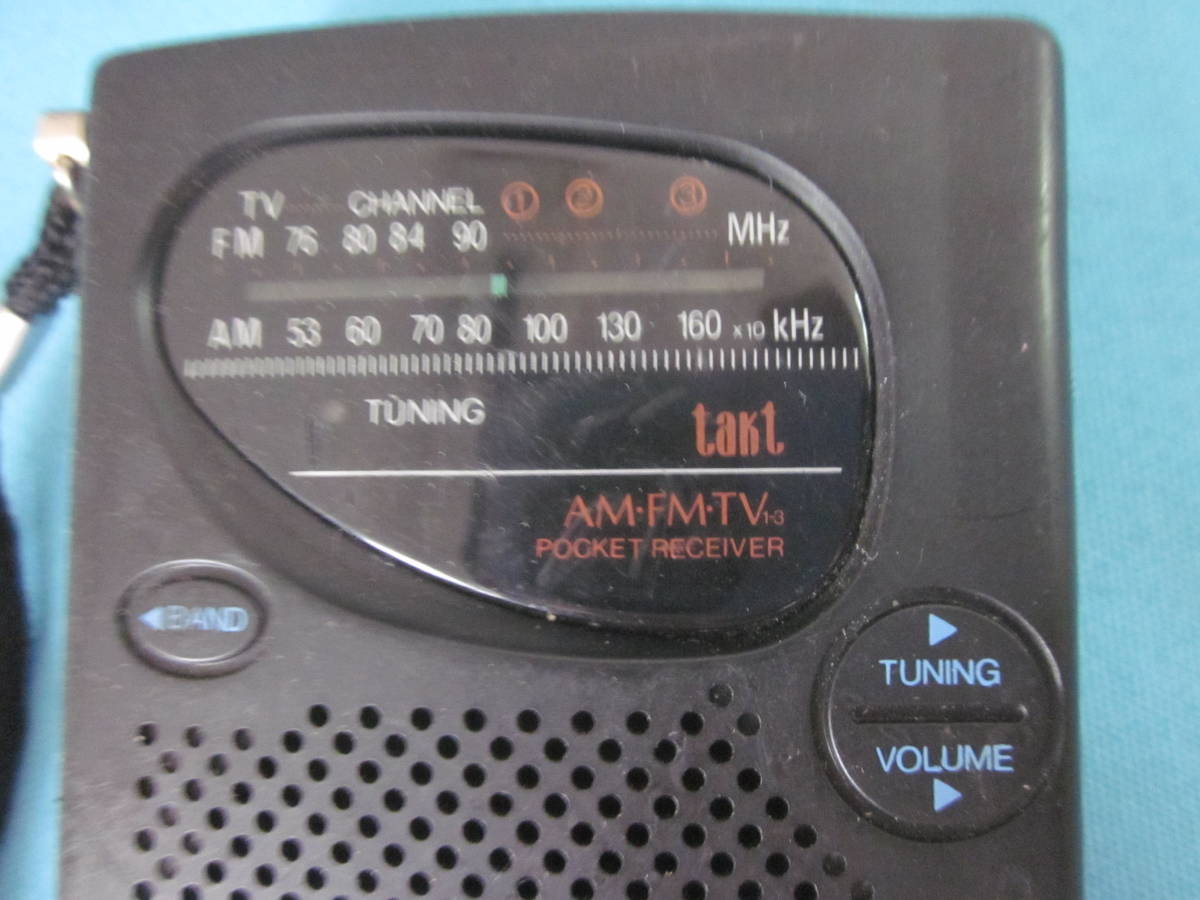 TV CHANNEL ① ② ③
FM 76 80 84 90 MHz
AM 53 60 70 80 100 130 160 x10 kHz
TUNING
takt
AM·FM·TV1-3
POCKET RECEIVER
BAND
TUNING
VOLUME